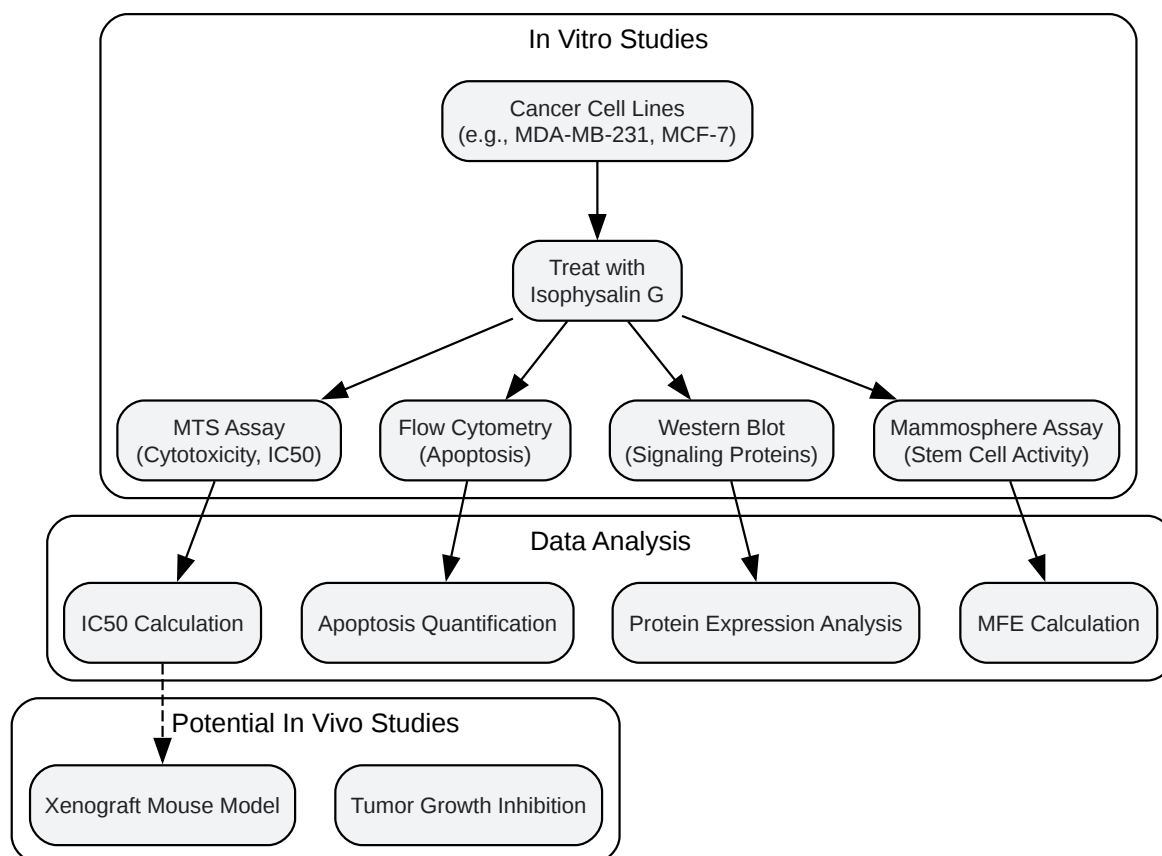 In Vitro Studies
Cancer Cell Lines
(e.g., MDA-MB-231, MCF-7)
Treat with
Isophysalin G
MTS Assay
(Cytotoxicity, IC50)
Flow Cytometry
(Apoptosis)
Western Blot
(Signaling Proteins)
Mammosphere Assay
(Stem Cell Activity)
Data Analysis
IC50 Calculation
Apoptosis Quantification
Protein Expression Analysis
MFE Calculation
Potential In Vivo Studies
Xenograft Mouse Model
Tumor Growth Inhibition